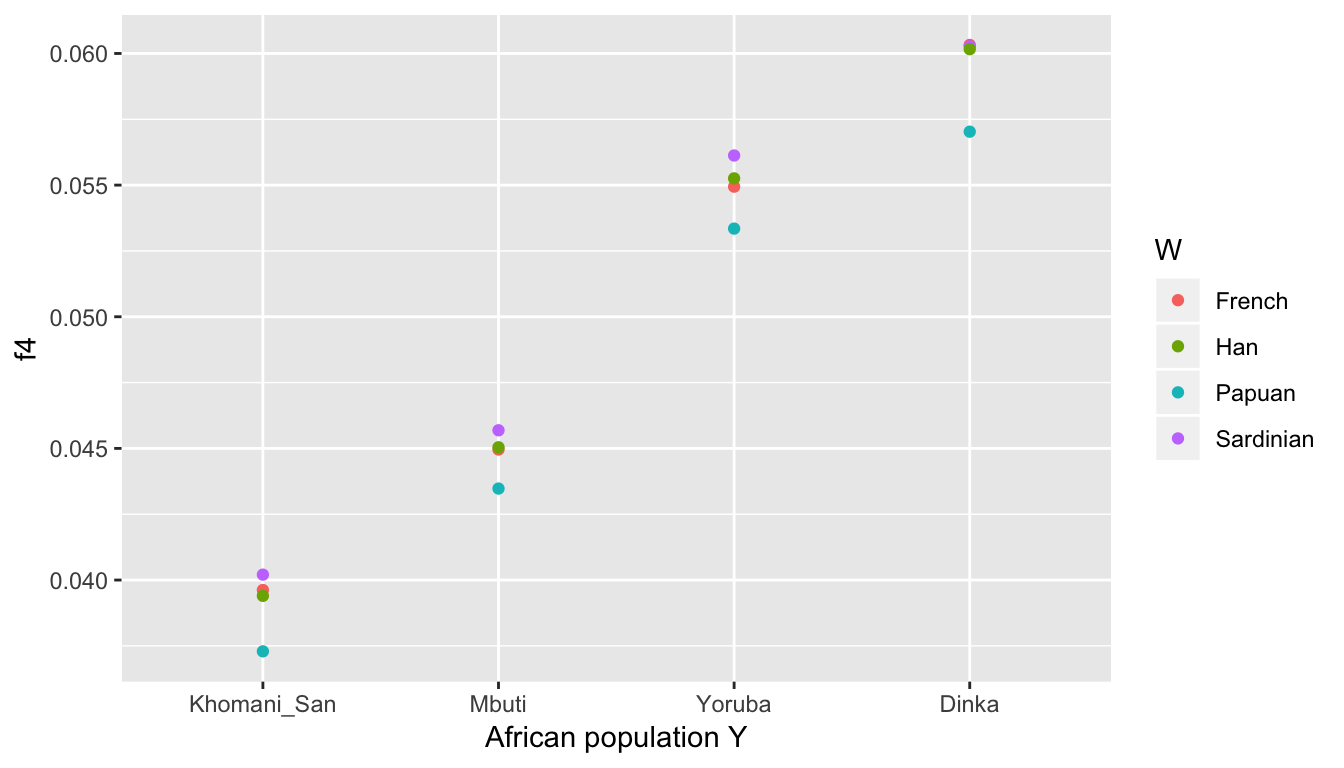 0.060
0.055
0.050
0.045
0.040
f4
Khomani_San Mbuti Yoruba Dinka
African population Y
W
French
Han
Papuan
Sardinian